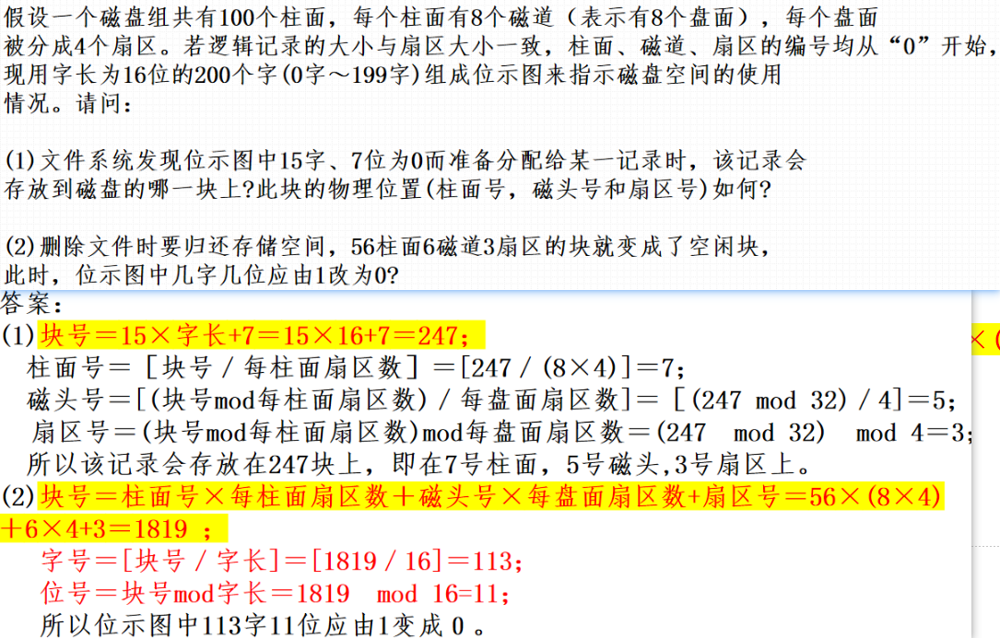 假设一个磁盘组共有100个柱面，每个柱面有8个磁道（表示有8个盘面），每个盘面
被分成4个扇区。若逻辑记录的大小与扇区大小一致，柱面、磁道、扇区的编号均从“0”开始，
现用字长为16位的200个字(0字～199字)组成位示图来指示磁盘空间的使用
情况。请问：
(1)文件系统发现位示图中15字、7位为0而准备分配给某一记录时，该记录会
存放到磁盘的哪一块上?此块的物理位置(柱面号，磁头号和扇区号)如何?
(2)删除文件时要归还存储空间，56柱面6磁道3扇区的块就变成了空闲块，
此时，位示图中几字几位应由1改为0?
答案：
(1)块号＝15×字长+7＝15×16+7＝247；
柱面号＝［块号／每柱面扇区数］＝[247／(8×4)]＝7；
磁头号＝[(块号mod每柱面扇区数)／每盘面扇区数]＝［(247 mod 32)／4]＝5；
扇区号＝(块号mod每柱面扇区数)mod每盘面扇区数＝(247 mod 32) mod 4＝3；
所以该记录会存放在247块上，即在7号柱面，5号磁头,3号扇区上。
(2)块号＝柱面号×每柱面扇区数＋磁头号×每盘面扇区数+扇区号＝56×(8×4)
＋6×4+3＝1819 ；
字号＝[块号／字长]＝[1819／16]＝113；
位号＝块号mod字长＝1819 mod 16=11；
所以位示图中113字11位应由1变成 0 。
×(